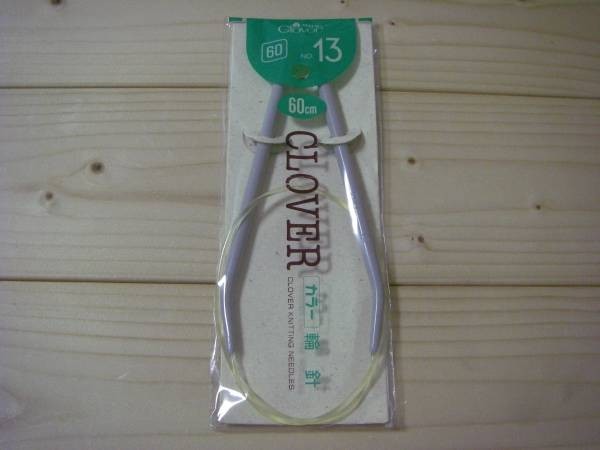 Clover
60
NO. 13
60cm
CLOVER
カラー 輪 針
CLOVER KNITTING NEEDLES